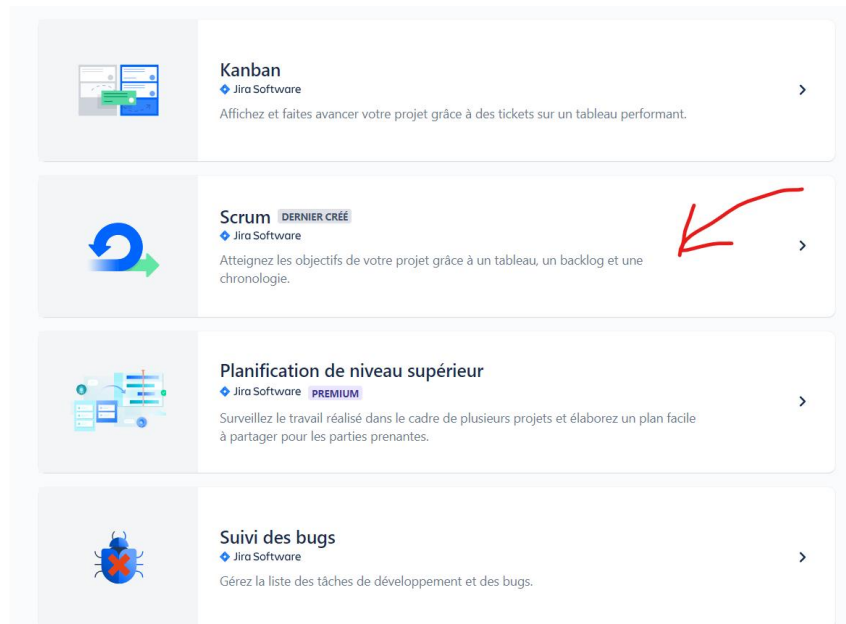 Kanban
Jira Software
Affichez et faites avancer votre projet grâce à des tickets sur un tableau performant.
Scrum DERNIER CRÉÉ
Jira Software
Atteignez les objectifs de votre projet grâce à un tableau, un backlog et une
chronologie.
Planification de niveau supérieur
Jira Software PREMIUM
Surveillez le travail réalisé dans le cadre de plusieurs projets et élaborez un plan facile
à partager pour les parties prenantes.
Suivi des bugs
Jira Software
Gérez la liste des tâches de développement et des bugs.